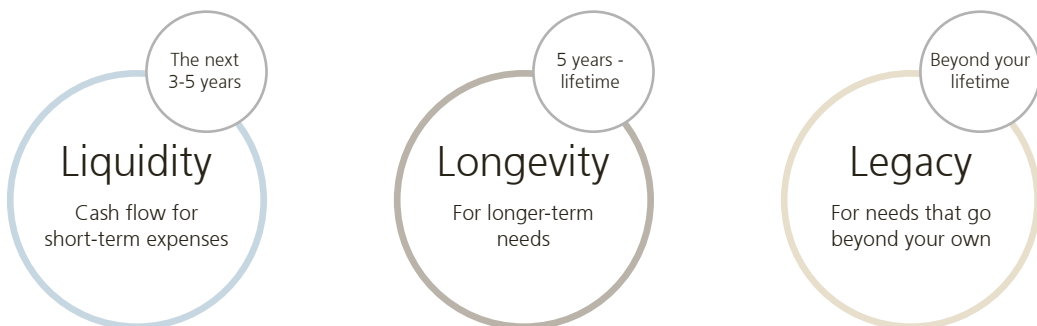 The next
3-5 years
Liquidity
Cash flow for
short-term expenses
5 years -
lifetime
Longevity
For longer-term
needs
Beyond your
lifetime
Legacy
For needs that go
beyond your own